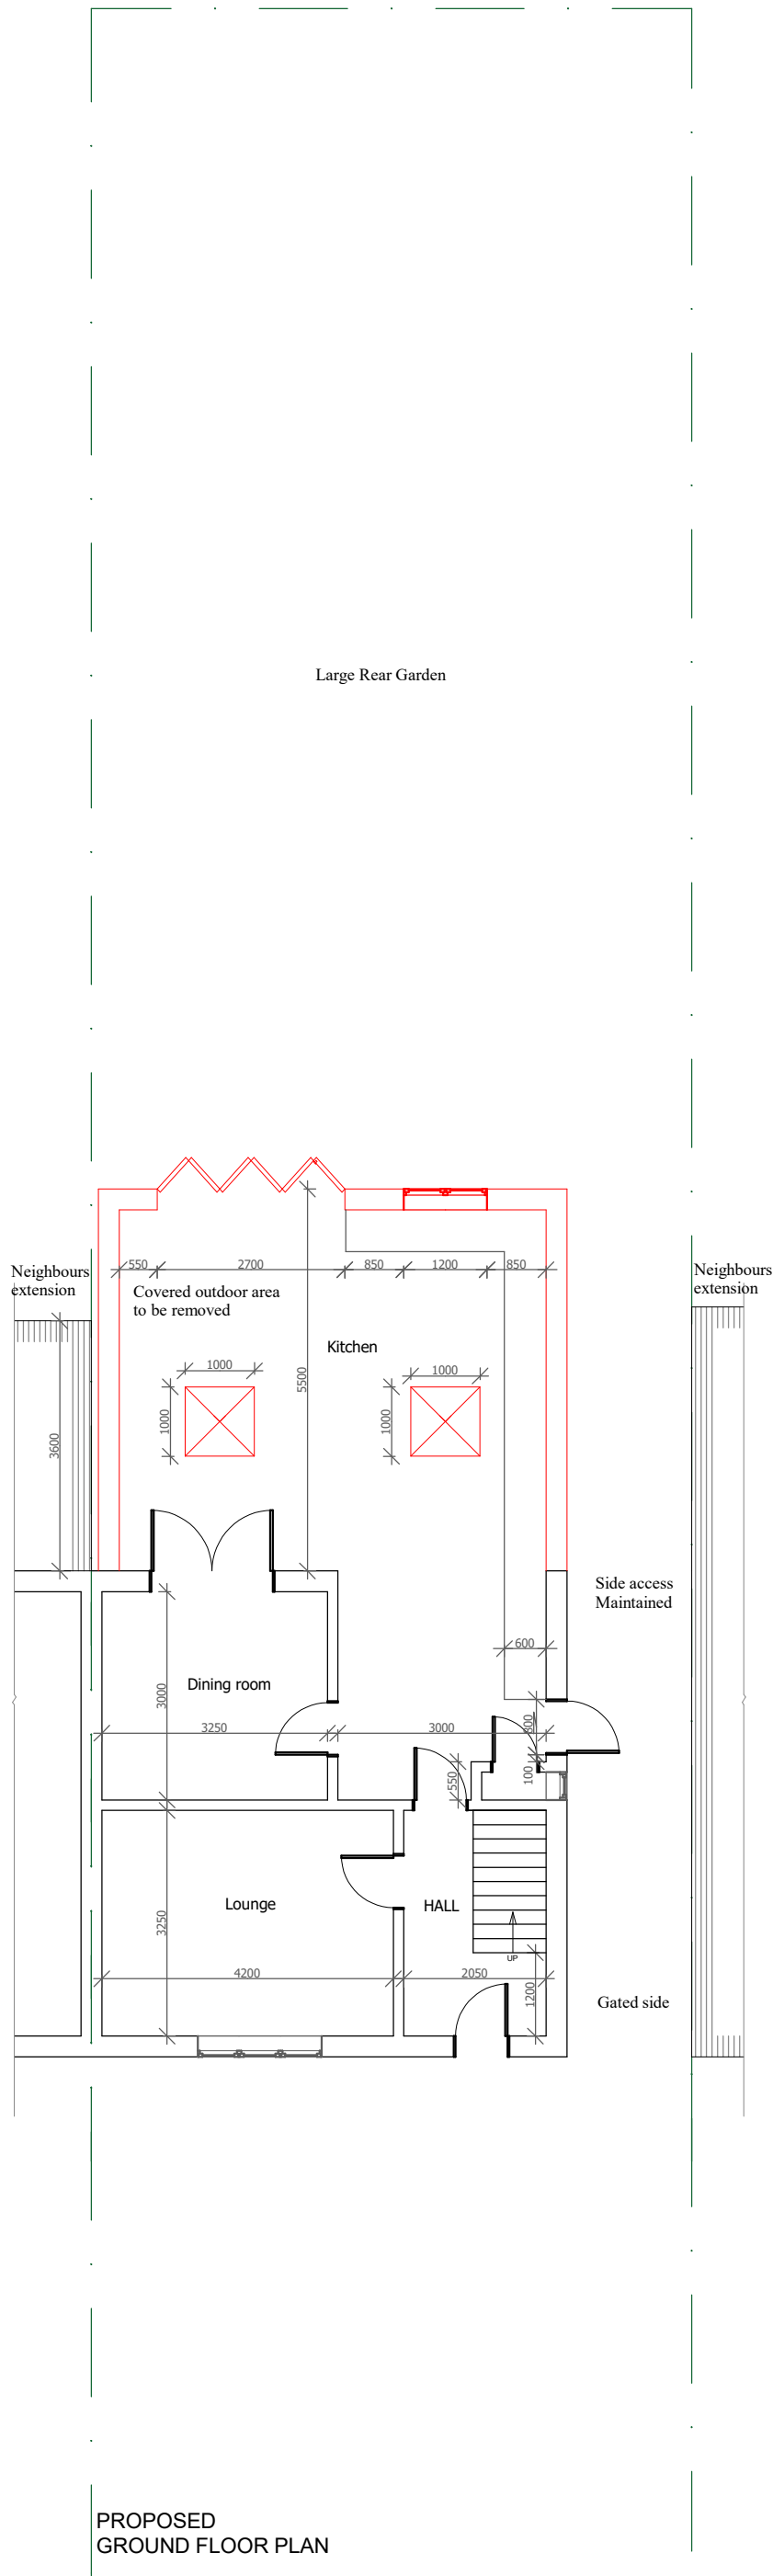 Large Rear Garden
Neighbours
extension
550
2700
850
1200
850
Neighbours
extension
Covered outdoor area
to be removed
Kitchen
1000
1000
5500
1000
1000
3600
Side access
Maintained
600
Dining room
3000
3250
3000
800
100
550
Lounge
HALL
3250
UP
4200
2050
1200
Gated side
PROPOSED
GROUND FLOOR PLAN